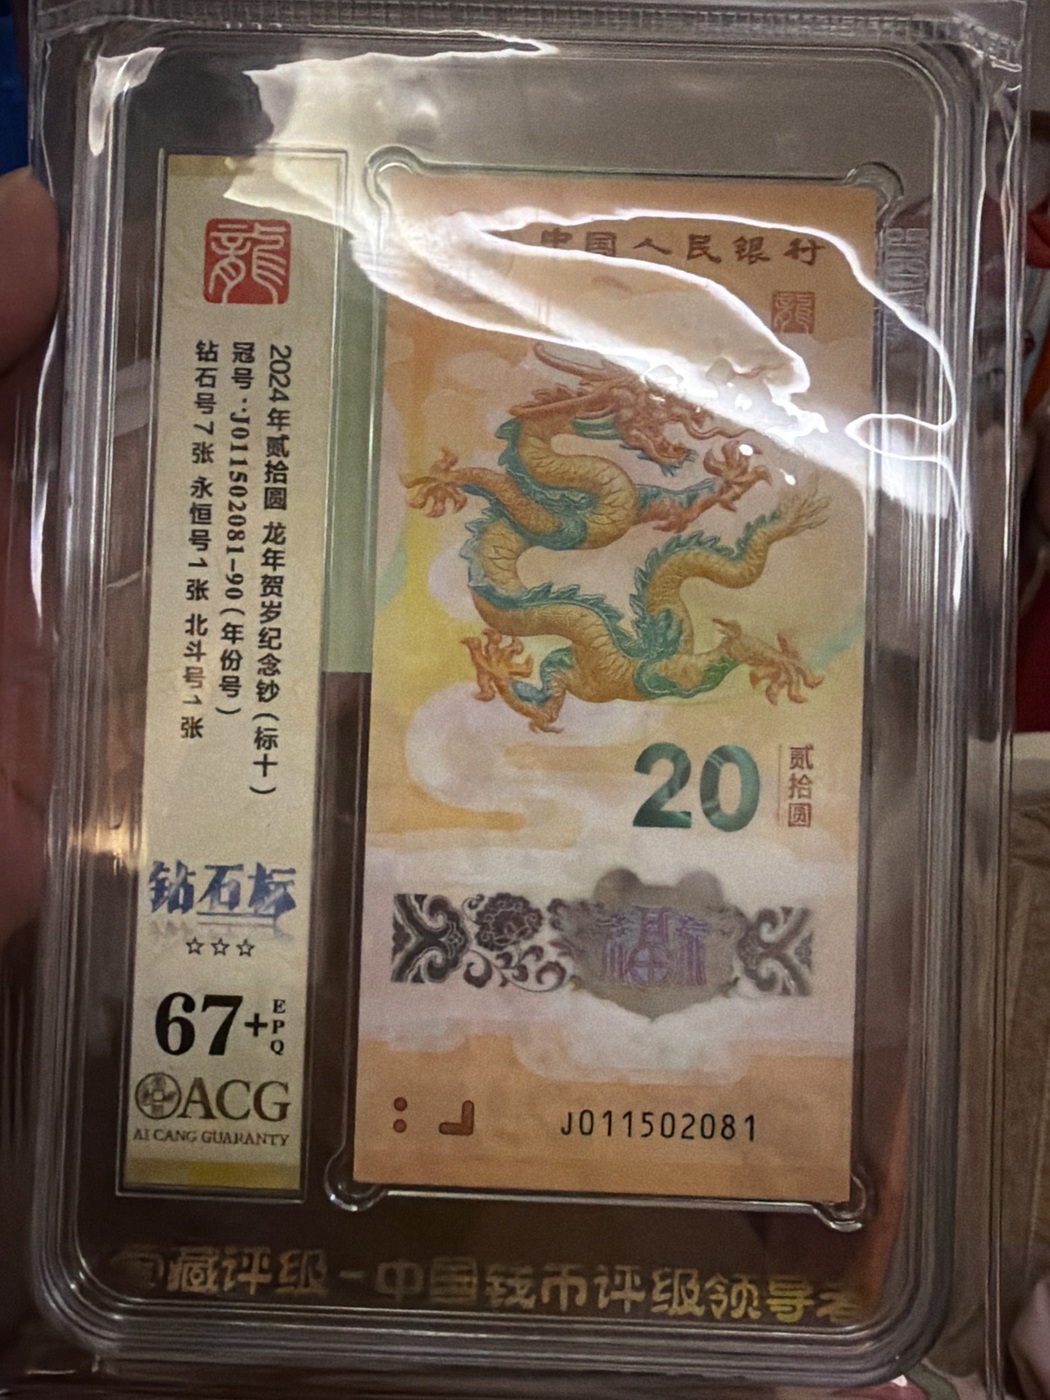 龍
2024年贰拾圆 龙年贺岁纪念钞(标十)
冠号:J011502081-90(年份号)
钻石号7张 永恒号1张 北斗号1张
钻石标
☆☆☆
67+
EPQ
ACG
AI CANG GUARANTY
中国人民银行
龍
20
贰拾圆
福
J011502081
藏评级-中国钱币评级领导者